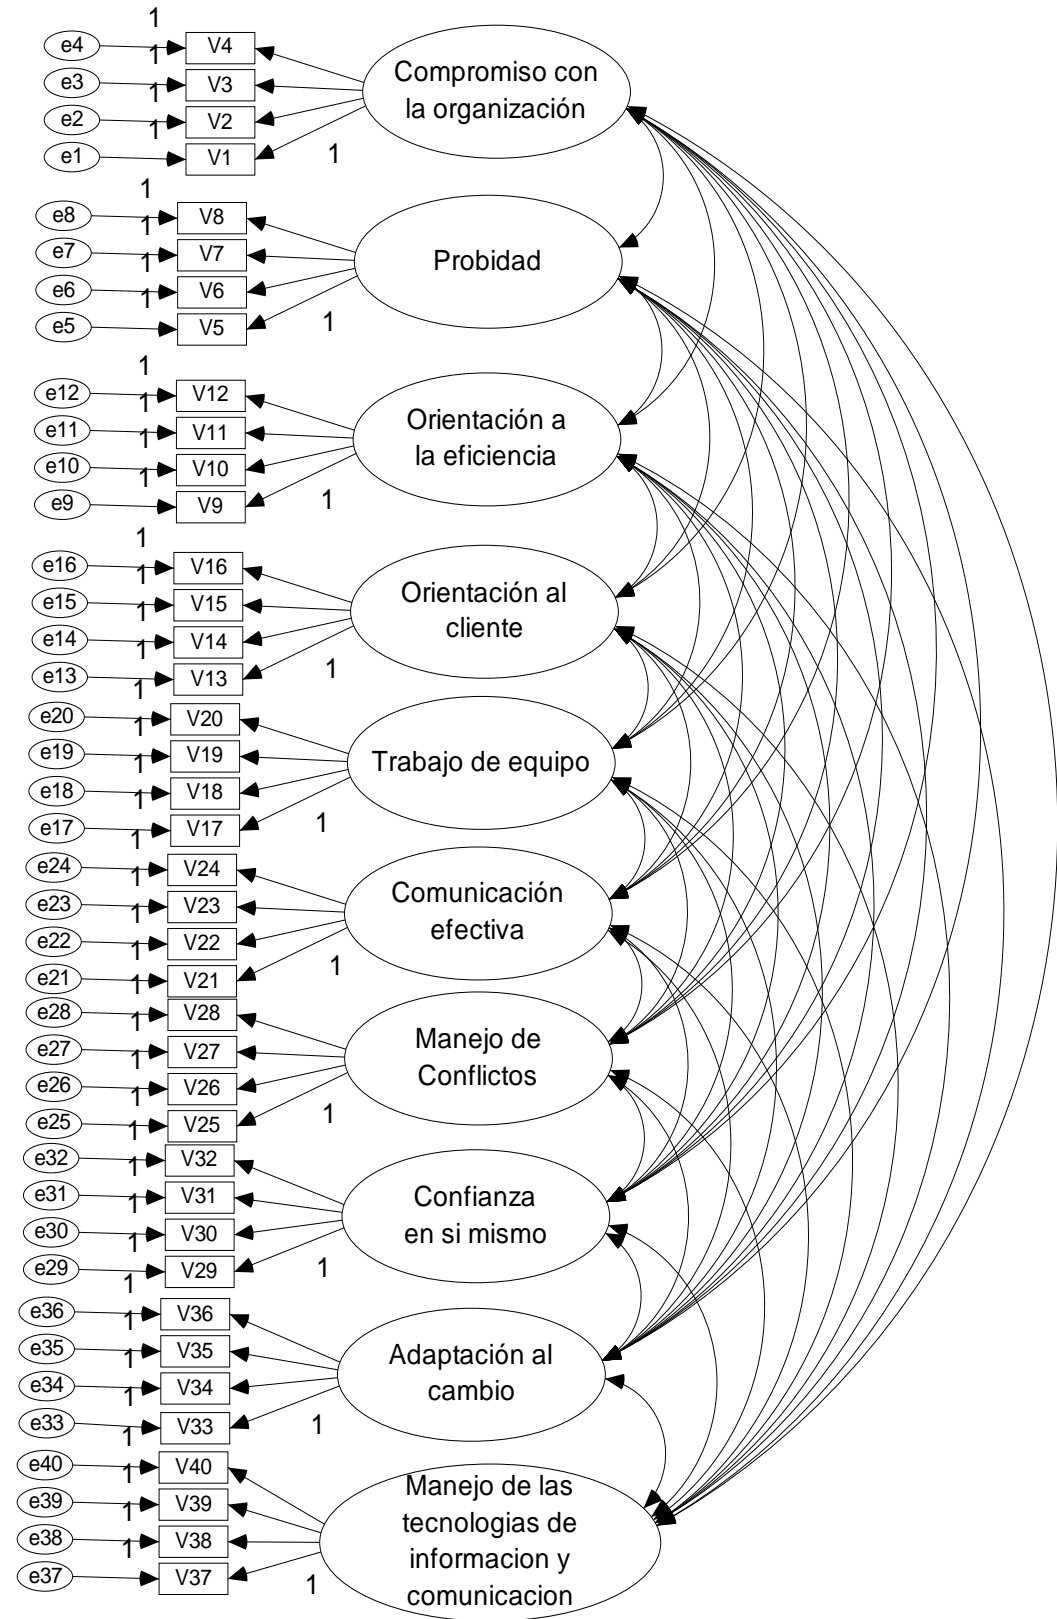 1
e4 V4
1
e3 V3
1
e2 V2
1
e1 V1
1
Compromiso con
la organización
1
e8 V8
1
e7 V7
1
e6 V6
1
e5 V5
1
Probidad
1
e12 V12
1
e11 V11
1
e10 V10
1
e9 V9
1
Orientación a
la eficiencia
1
e16 V16
1
e15 V15
1
e14 V14
1
e13 V13
1
Orientación al
cliente
1
e20 V20
1
e19 V19
1
e18 V18
1
e17 V17
1
Trabajo de equipo
1
e24 V24
1
e23 V23
1
e22 V22
1
e21 V21
1
Comunicación
efectiva
1
e28 V28
1
e27 V27
1
e26 V26
1
e25 V25
1
Manejo de
Conflictos
1
e32 V32
1
e31 V31
1
e30 V30
1
e29 V29
1
Confianza
en si mismo
1
e36 V36
1
e35 V35
1
e34 V34
1
e33 V33
1
Adaptación al
cambio
1
e40 V40
1
e39 V39
1
e38 V38
1
e37 V37
1
Manejo de las
tecnologias de
informacion y
comunicacion